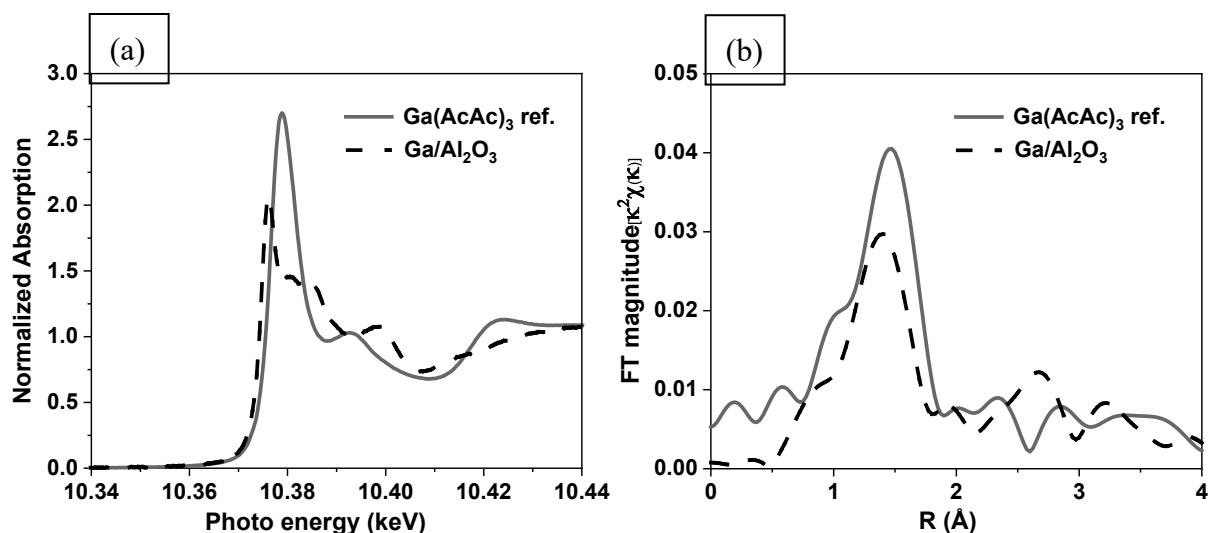 (a)
3.0
2.5
2.0
1.5
1.0
0.5
0.0
Normalized Absorption
Ga(AcAc)₃ ref.
Ga/Al₂O₃
10.34 10.36 10.38 10.40 10.42 10.44
Photo energy (keV)
(b)
0.05
0.04
0.03
0.02
0.01
0.00
FT magnitude[κ²χ(κ)]
Ga(AcAc)₃ ref.
Ga/Al₂O₃
0 1 2 3 4
R (Å)